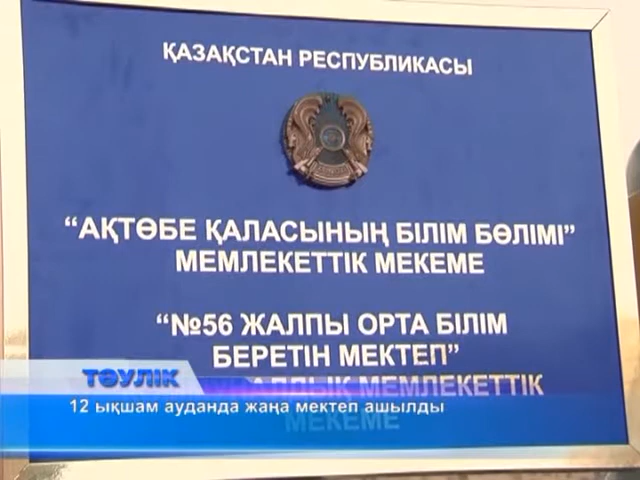 ҚАЗАҚСТАН РЕСПУБЛИКАСЫ
“АҚТӨБЕ ҚАЛАСЫНЫҢ БІЛІМ БӨЛІМІ”
МЕМЛЕКЕТТІК МЕКЕМЕ
“№56 ЖАЛПЫ ОРТА БІЛІМ
БЕРЕТІН МЕКТЕП”
МЕМЛЕКЕТТІК
МЕКЕМЕ
ТӘУЛІК
12 ықшам ауданда жаңа мектеп ашылды